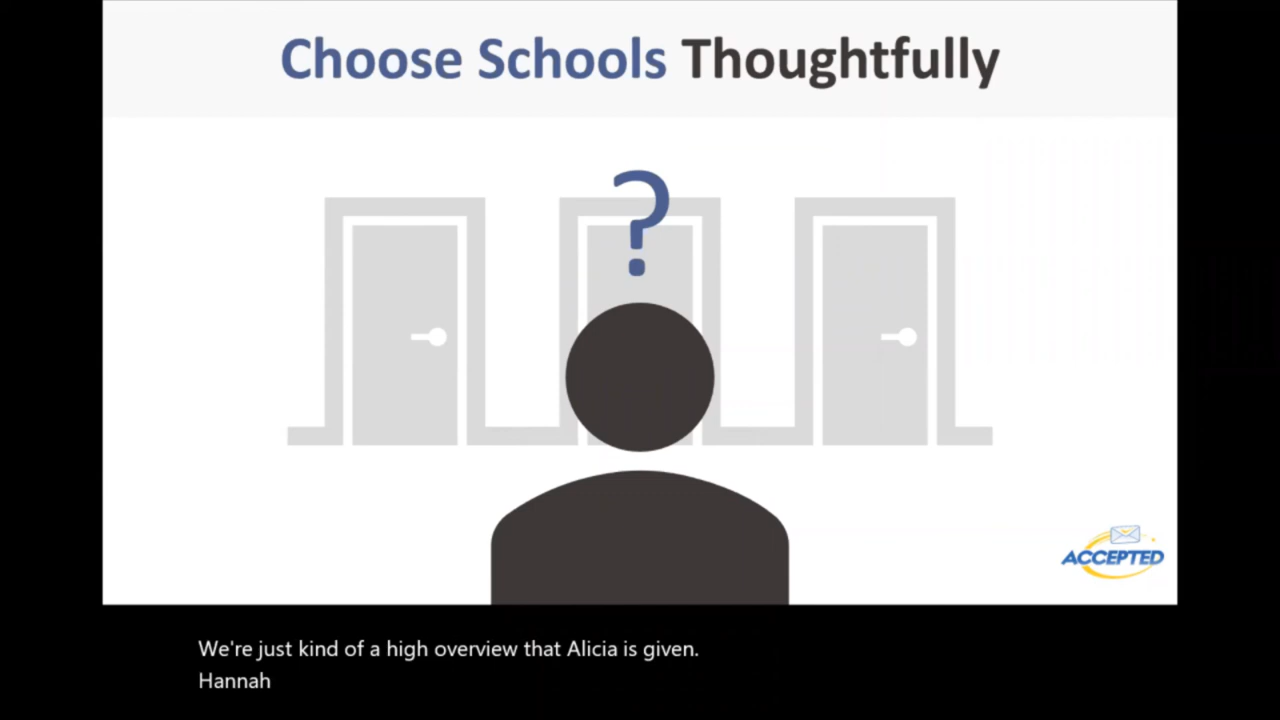 Choose Schools Thoughtfully
?
ACCEPTED
We're just kind of a high overview that Alicia is given.
Hannah